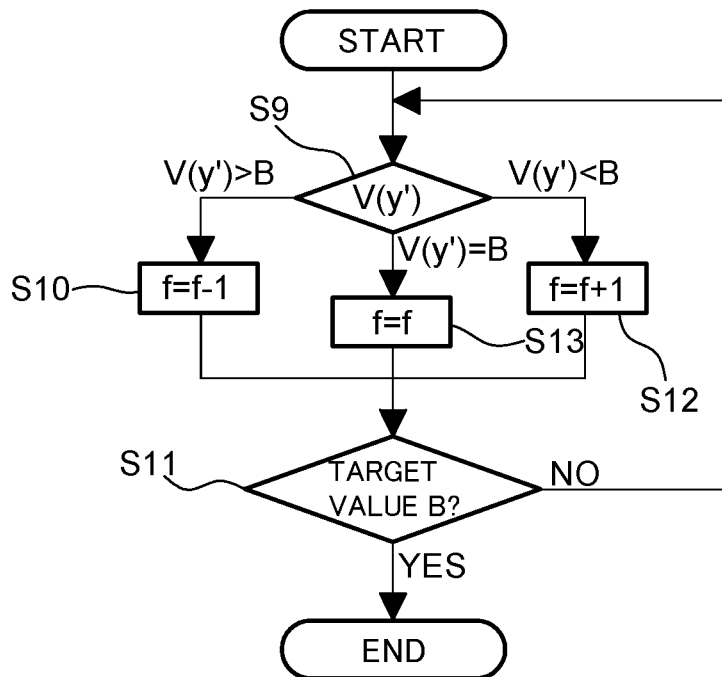 START
S9
V(y')>B
V(y')<B
V(y')
V(y')=B
S10
f=f-1
f=f
f=f+1
S13
S12
S11
TARGET
VALUE B?
NO
YES
END